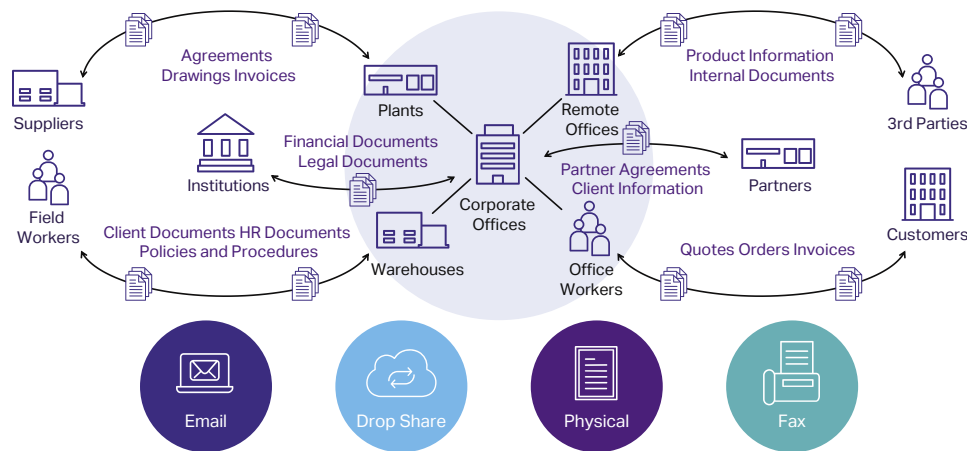 Agreements
Drawings Invoices
Product Information
Internal Documents
Suppliers
Plants
Remote
Offices
3rd Parties
Financial Documents
Legal Documents
Institutions
Partner Agreements
Client Information
Partners
Corporate
Offices
Field
Workers
Client Documents HR Documents
Policies and Procedures
Warehouses
Office
Workers
Quotes Orders Invoices
Customers
Email
Drop Share
Physical
Fax